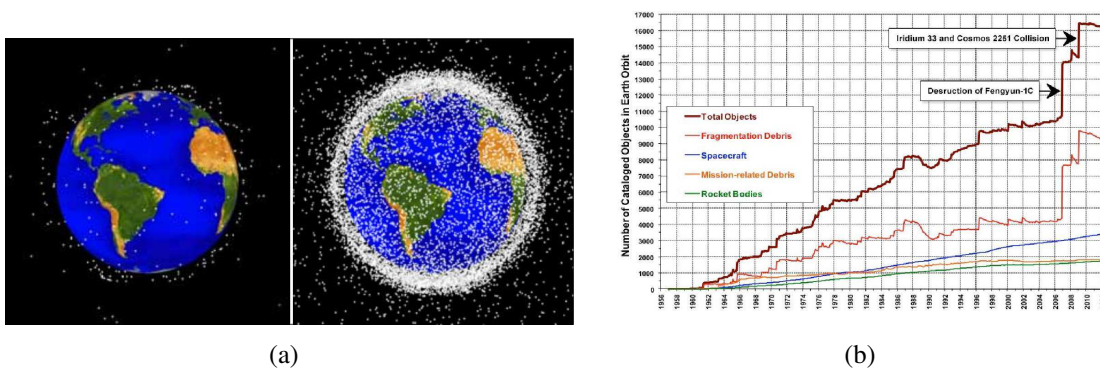 17000
16000
15000
14000
13000
12000
11000
10000
9000
8000
7000
6000
5000
4000
3000
2000
1000
0
Number of Cataloged Objects in Earth Orbit
Iridium 33 and Cosmos 2251 Collision
Desruction of Fengyun-1C
Total Objects
Fragmentation Debris
Spacecraft
Mission-related Debris
Rocket Bodies
1956 1958 1960 1962 1964 1966 1968 1970 1972 1974 1976 1978 1980 1982 1984 1986 1988 1990 1992 1994 1996 1998 2000 2002 2004 2006 2008 2010
(a)
(b)